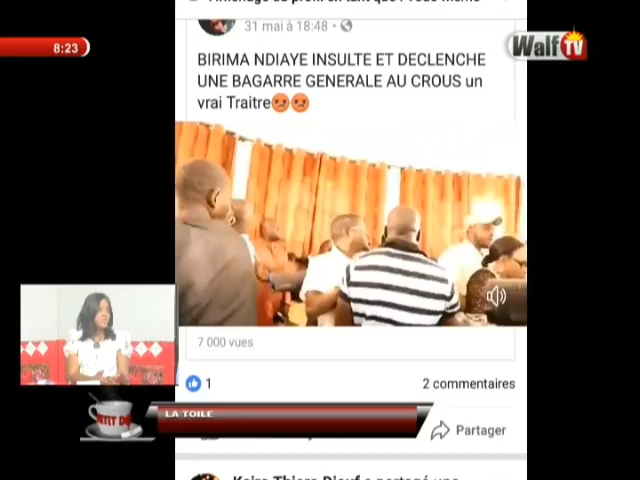 31 mai à 18:48
8:23
Walf TV
BIRIMA NDIAYE INSULTE ET DECLENCHE
UNE BAGARRE GENERALE AU CROUS un
vrai Traitre😡😡
7 000 vues
1
2 commentaires
LA TOILE
Partager